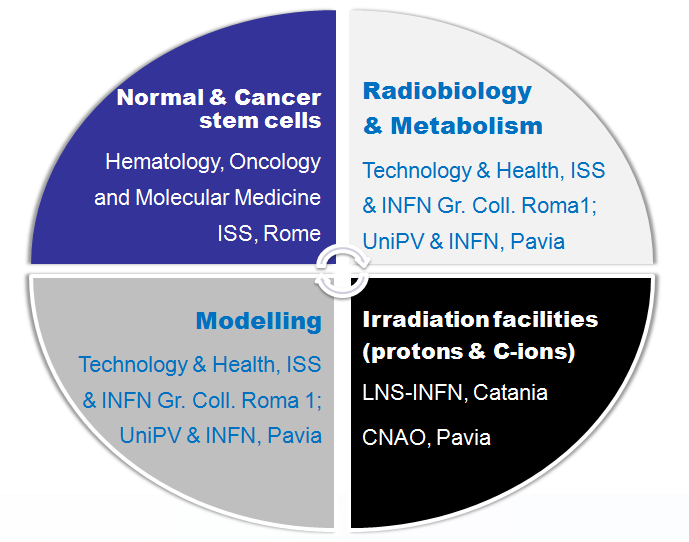 Normal & Cancer
stem cells
Hematology, Oncology
and Molecular Medicine
ISS, Rome
Radiobiology
& Metabolism
Technology & Health, ISS
& INFN Gr. Coll. Roma1;
UniPV & INFN, Pavia
Modelling
Technology & Health, ISS
& INFN Gr. Coll. Roma 1;
UniPV & INFN, Pavia
Irradiation facilities
(protons & C-ions)
LNS-INFN, Catania
CNAO, Pavia